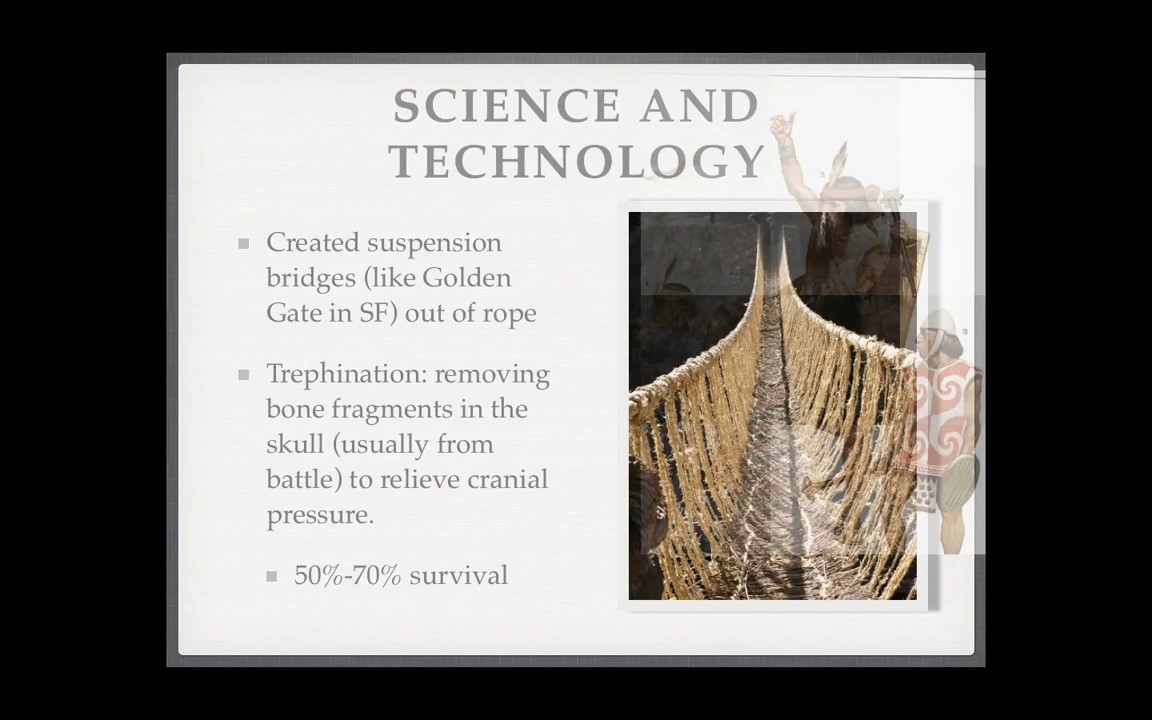 SCIENCE AND
TECHNOLOGY
Created suspension
bridges (like Golden
Gate in SF) out of rope
Trephination: removing
bone fragments in the
skull (usually from
battle) to relieve cranial
pressure.
50%-70% survival
3